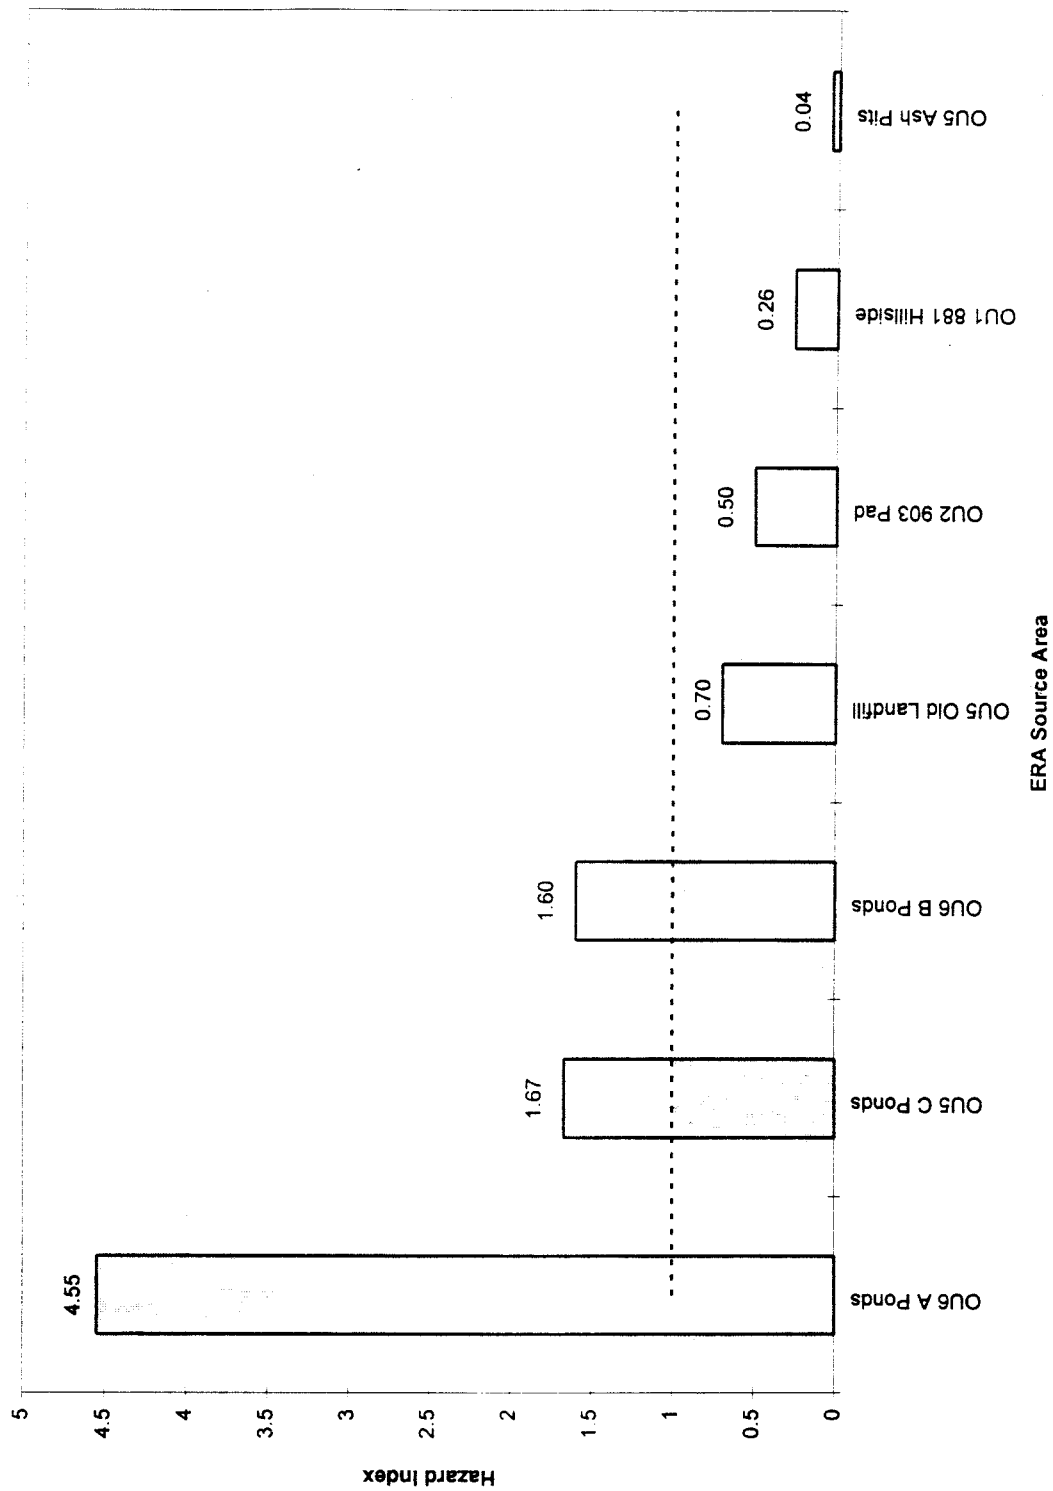 Hazard Index
5
4.5
4
3.5
3
2.5
2
1.5
1
0.5
0
4.55
1.67
1.60
0.70
0.50
0.26
0.04
OU6 A Ponds
OU5 C Ponds
OU6 B Ponds
OU5 Old Landfill
OU2 903 Pad
OU1 881 Hillside
OU5 Ash Pits
ERA Source Area